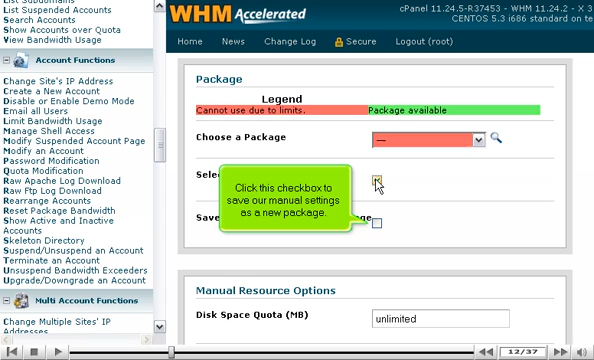 List Subdomains
List Suspended Accounts
Search Accounts
Show Accounts over Quota
View Bandwidth Usage
Account Functions
Change Site's IP Address
Create a New Account
Disable or Enable Demo Mode
Email all Users
Limit Bandwidth Usage
Manage Shell Access
Modify Suspended Account Page
Modify an Account
Password Modification
Quota Modification
Raw Apache Log Download
Raw Ftp Log Download
Rearrange Accounts
Reset Package Bandwidth
Show Active and Inactive
Accounts
Skeleton Directory
Suspend/Unsuspend an Account
Terminate an Account
Unsuspend Bandwidth Exceeders
Upgrade/Downgrade an Account
Multi Account Functions
Change Multiple Sites' IP
Addresses
WHM Accelerated
cPanel 11.24.5-R37453 - WHM 11.24.2 - X 3
CENTOS 5.3 i686 standard on te
Home News Change Log Secure Logout (root)
Package
Legend
Cannot use due to limits. Package available
Choose a Package
—
Selec
Click this checkbox to
save our manual settings
as a new package.
Save
ge
Manual Resource Options
Disk Space Quota (MB) unlimited
12/37